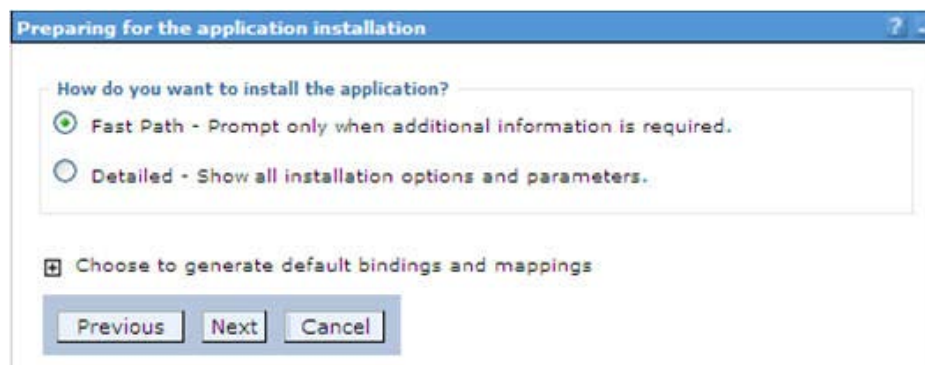 Preparing for the application installation ?
How do you want to install the application?
Fast Path - Prompt only when additional information is required.
Detailed - Show all installation options and parameters.
Choose to generate default bindings and mappings
Previous Next Cancel